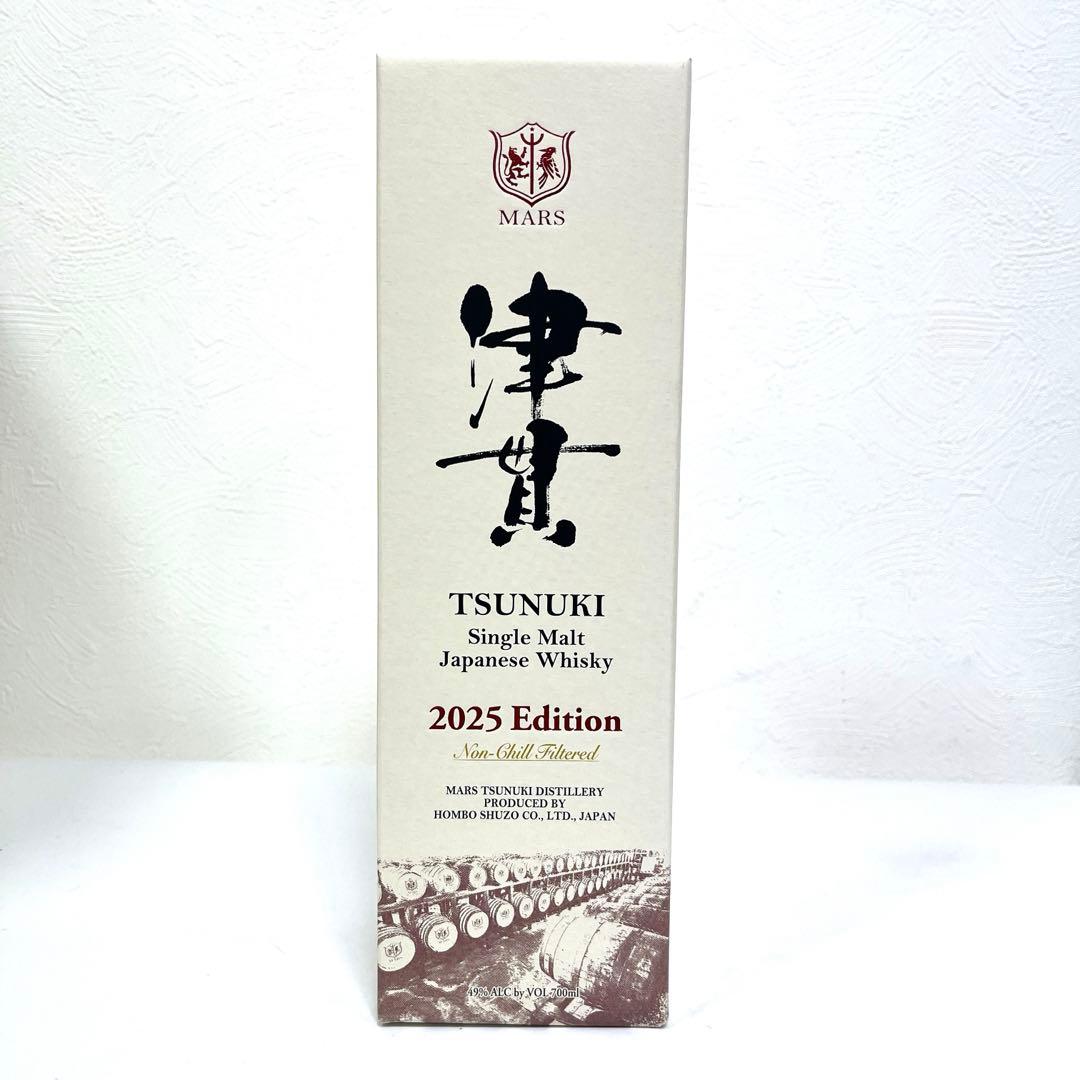 MARS
津
貫
TSUNUKI
Single Malt
Japanese Whisky
2025 Edition
Non-Chill Filtered
MARS TSUNUKI DISTILLERY
PRODUCED BY
HOMBO SHUZO CO., LTD., JAPAN
49% ALC by VOL 700ml